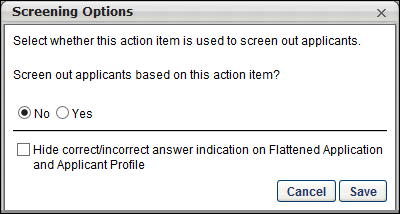 Screening Options
Select whether this action item is used to screen out applicants.
Screen out applicants based on this action item?
No Yes
Hide correct/incorrect answer indication on Flattened Application
and Applicant Profile
Cancel Save